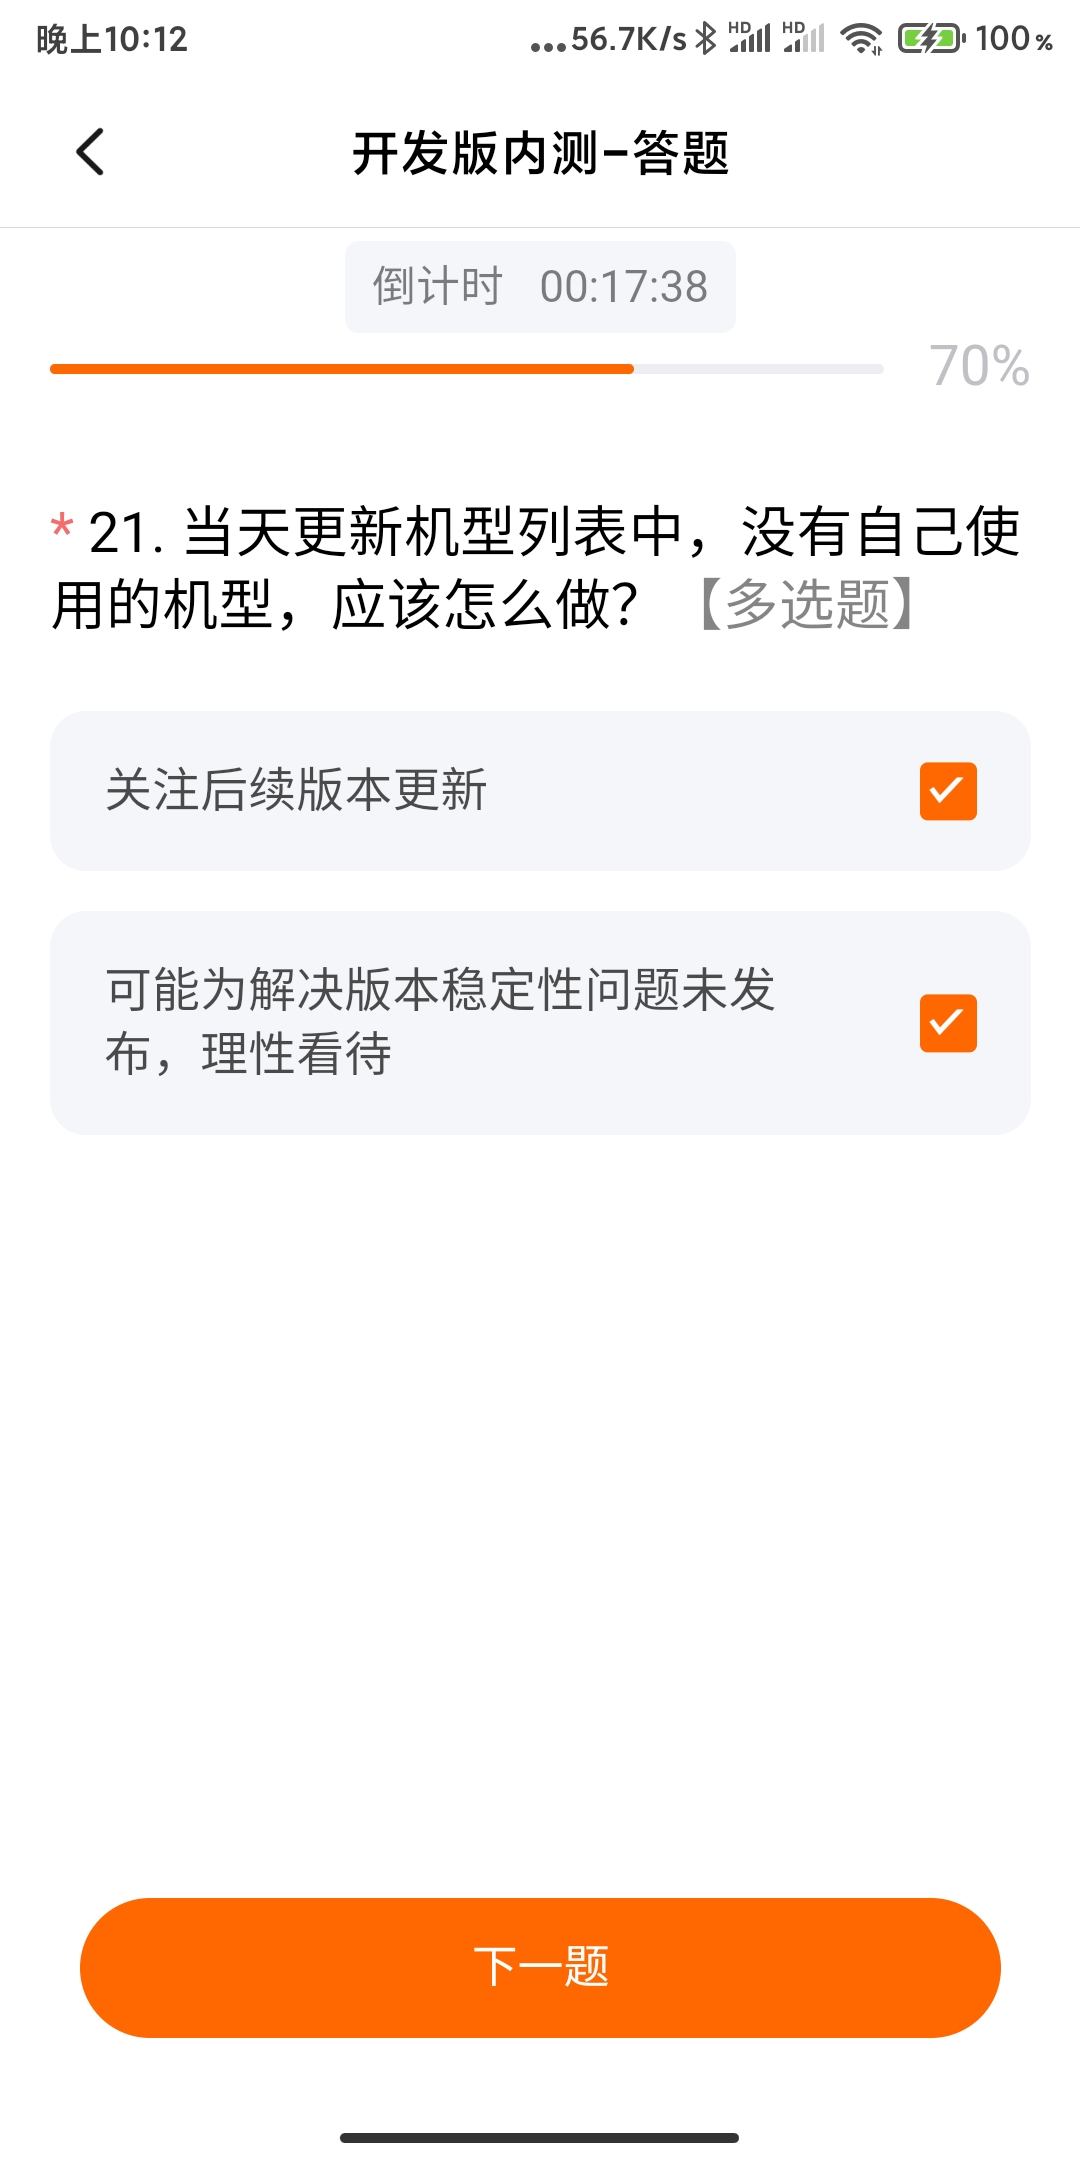 晚上10:12
...56.7K/s HD HD 100%
开发版内测-答题
倒计时 00:17:38
70%
* 21. 当天更新机型列表中，没有自己使
用的机型，应该怎么做？【多选题】
关注后续版本更新
可能为解决版本稳定性问题未发
布，理性看待
下一题